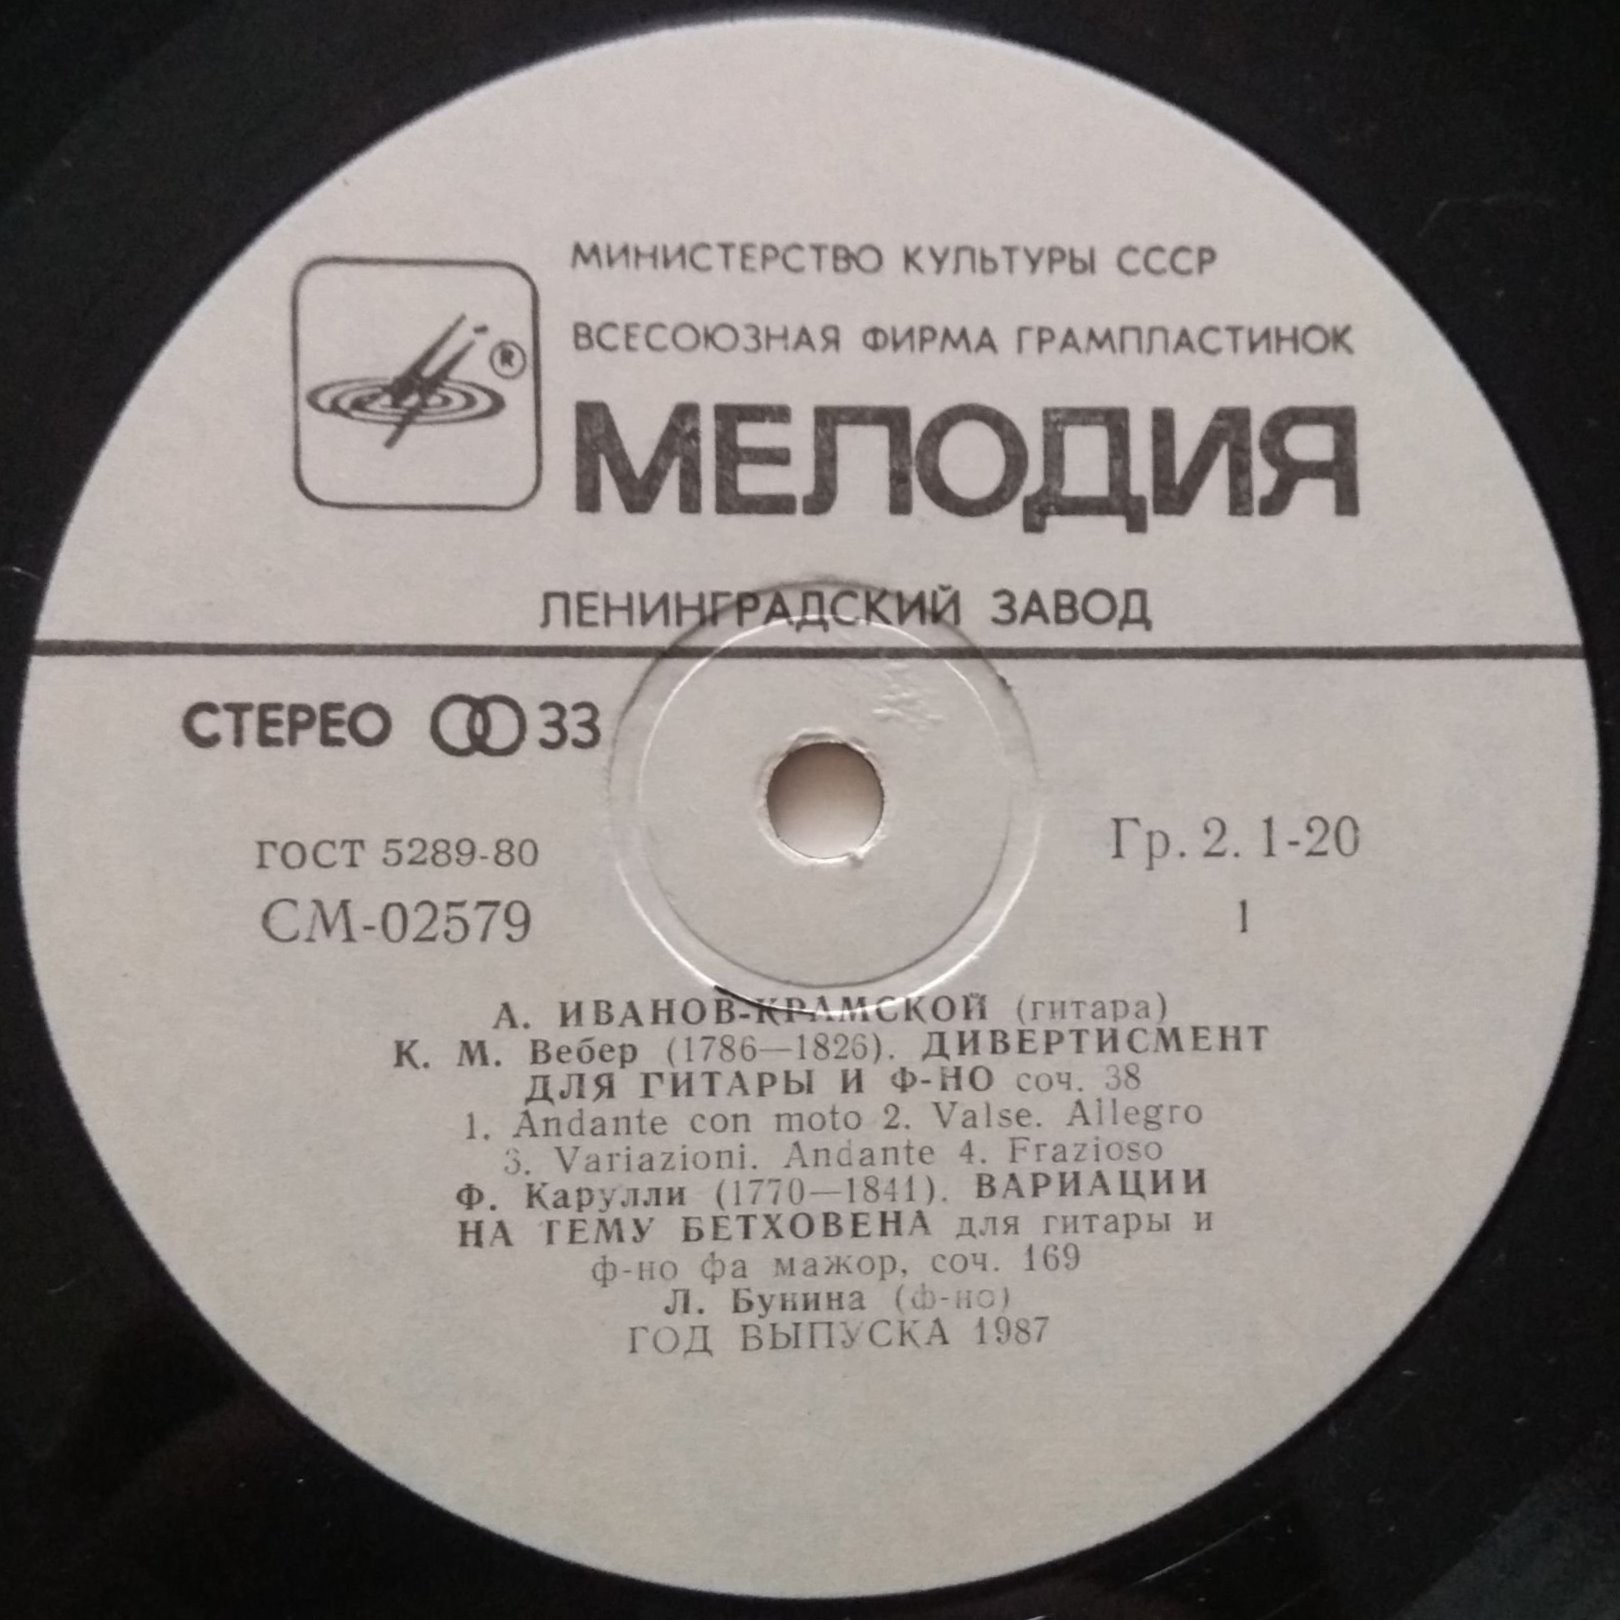 МИНИСТЕРСТВО КУЛЬТУРЫ СССР
ВСЕСОЮЗНАЯ ФИРМА ГРАМПЛАСТИНОК
®
МЕЛОДИЯ
ЛЕНИНГРАДСКИЙ ЗАВОД
СТЕРЕО 33
ГОСТ 5289-80
Гр. 2. 1-20
СМ-02579
1
А. ИВАНОВ-КРАМСКОЙ (гитара)
К. М. Вебер (1786—1826). ДИВЕРТИСМЕНТ
ДЛЯ ГИТАРЫ И Ф-НО соч. 38
1. Andante con moto 2. Valse. Allegro
3. Variazioni. Andante 4. Frazioso
Ф. Карулли (1770—1841). ВАРИАЦИИ
НА ТЕМУ БЕТХОВЕНА для гитары и
ф-но фа мажор, соч. 169
Л. Бунина (ф-но)
ГОД ВЫПУСКА 1987